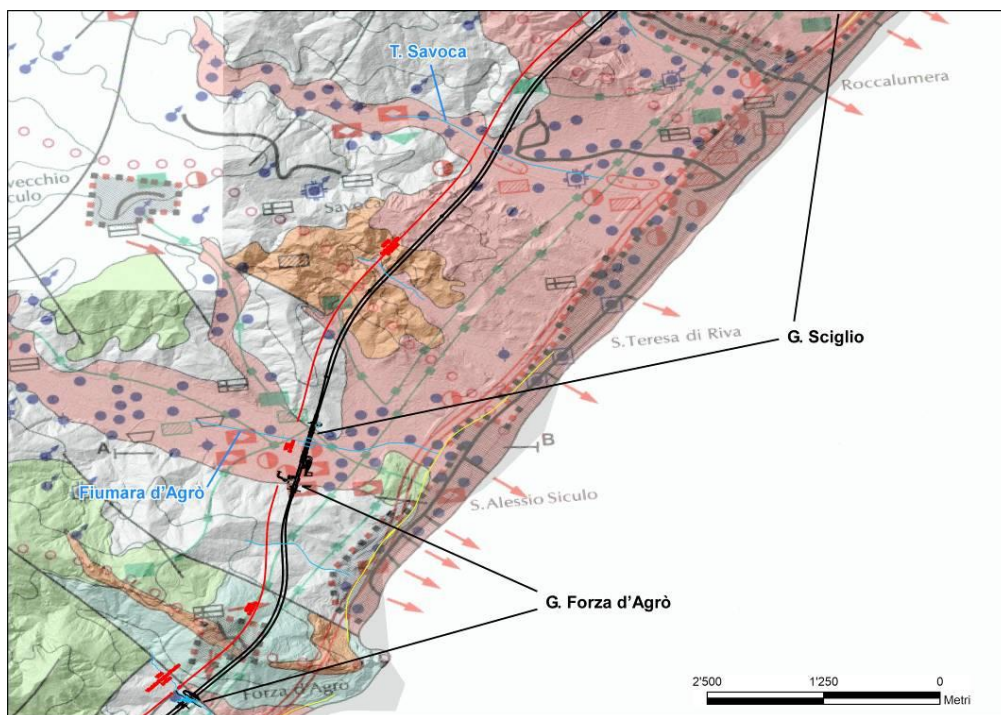 T. Savoca
Roccalumera
vecchio
culo
Savoca
S.Teresa di Riva
G. Sciglio
A
B
Fiumara d'Agrò
S.Alessio Siculo
G. Forza d'Agrò
Forza d'Agrò
2'500 1'250 0
Metri